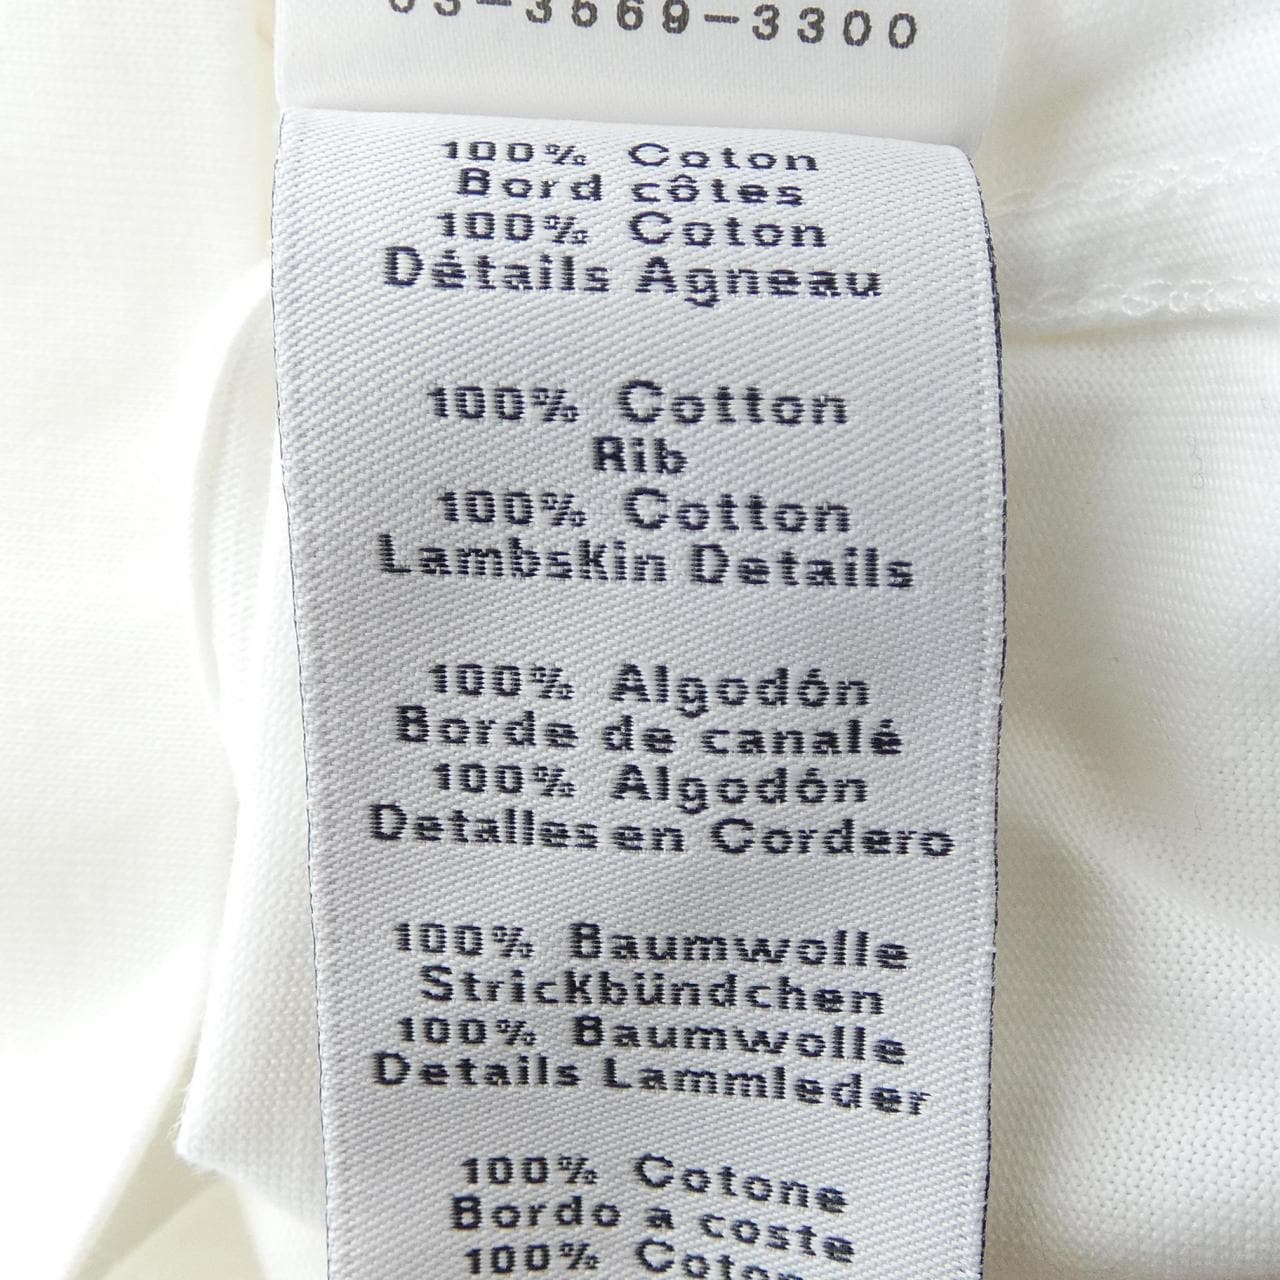 03-3569-3300
100% Coton
Bord côtes
100% Coton
Détails Agneau
100% Cotton
Rib
100% Cotton
Lambskin Details
100% Algodón
Borde de canalé
100% Algodón
Detalles en Cordero
100% Baumwolle
Strickbündchen
100% Baumwolle
Details Lammleder
100% Cotone
Bordo a coste
100%